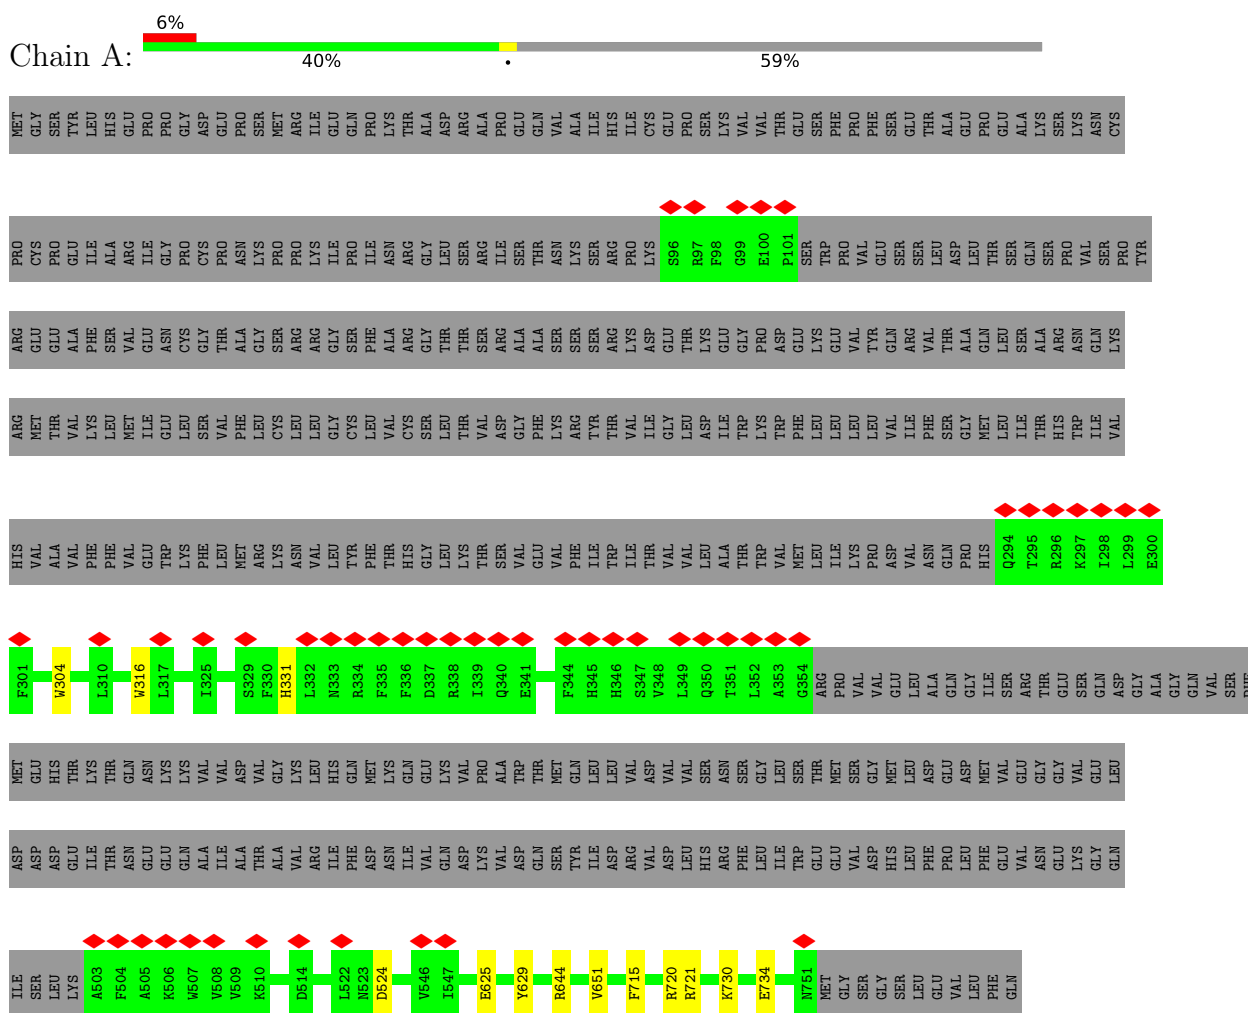 6%
Chain A:
40% • 59%
MET GLY SER TYR LEU HIS GLU PRO PRO GLY ASP GLU PRO SER MET ARG ILE GLU GLN PRO LYS THR ALA ASP ARG ALA PRO GLU GLN VAL ALA ILE HIS ILE CYS GLU PRO SER LYS VAL VAL THR GLU SER PHE PRO PHE SER GLU THR ALA GLU PRO GLU ALA LYS SER LYS ASN CYS
PRO CYS PRO GLU ILE ALA ARG ILE GLY PRO CYS PRO ASN LYS PRO PRO LYS ILE PRO ILE ASN ARG GLY LEU SER ARG ILE SER THR ASN LYS SER ARG PRO LYS S96 R97 F98 G99 E100 P101 SER TRP PRO VAL GLU SER SER LEU ASP LEU THR SER GLN SER PRO VAL SER PRO TYR
ARG GLU GLU ALA PHE SER VAL GLU ASN CYS GLY THR ALA GLY SER ARG ARG GLY SER PHE ALA ARG GLY THR THR SER ARG ALA ALA SER SER SER ARG LYS ASP GLU THR LYS GLU GLY PRO ASP GLU LYS GLU VAL TYR GLN ARG VAL THR ALA GLN LEU SER ALA ARG ASN GLN LYS
ARG MET THR VAL LYS LEU MET ILE GLU LEU SER VAL PHE LEU CYS LEU LEU GLY CYS LEU VAL CYS SER LEU THR VAL ASP GLY PHE LYS ARG TYR THR VAL ILE GLY LEU ASP ILE TRP LYS TRP PHE LEU LEU LEU LEU VAL ILE PHE SER GLY MET LEU ILE THR HIS TRP ILE VAL
HIS VAL ALA VAL PHE PHE VAL GLU TRP LYS PHE LEU MET ARG LYS ASN VAL LEU TYR PHE THR HIS GLY LEU LYS THR SER VAL GLU VAL PHE ILE TRP ILE THR VAL VAL LEU ALA THR TRP VAL MET LEU ILE LYS PRO ASP VAL ASN GLN PRO HIS Q294 T295 R296 K297 I298 L299 E300
F301 W304 L310 W316 L317 I325 S329 F330 H331 L332 N333 R334 F335 F336 D337 R338 I339 Q340 E341 F344 H345 H346 S347 V348 L349 Q350 T351 L352 A353 G354 ARG PRO VAL VAL GLU LEU ALA GLN GLY ILE SER ARG THR GLU SER GLN ASP GLY ALA GLY GLN VAL SER PHE
MET GLU HIS THR LYS THR GLN ASN LYS LYS VAL VAL ASP VAL GLY LYS LEU HIS GLN MET LYS GLN GLU LYS VAL PRO ALA TRP THR MET GLN LEU LEU VAL ASP VAL VAL SER ASN SER GLY LEU SER THR MET SER GLY MET LEU ASP GLU ASP MET VAL GLU GLY GLY VAL GLU LEU
ASP ASP ASP GLU ILE THR ASN GLU GLU GLN ALA ILE ALA THR ALA VAL ARG ILE PHE ASP ASN ILE VAL GLN ASP LYS VAL ASP GLN SER TYR ILE ASP ARG VAL ASP LEU HIS ARG PHE LEU ILE TRP GLU GLU VAL ASP HIS LEU PHE PRO LEU PHE GLU VAL ASN GLU LYS GLY GLN
ILE SER LEU LYS A503 F504 A505 K506 W507 V508 V509 K510 D514 L522 N523 D524 V546 I547 E625 Y629 R644 V651 F715 R720 R721 K730 E734 N751 MET GLY SER GLY SER LEU GLU VAL LEU PHE GLN